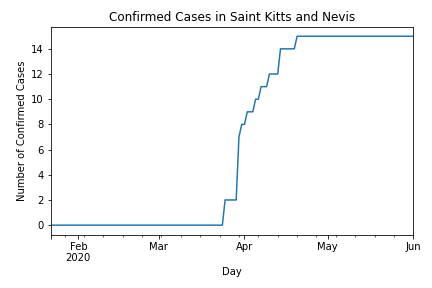 Confirmed Cases in Saint Kitts and Nevis
Number of Confirmed Cases
14
12
10
8
6
4
2
0
Feb
2020
Mar
Apr
May
Jun
Day